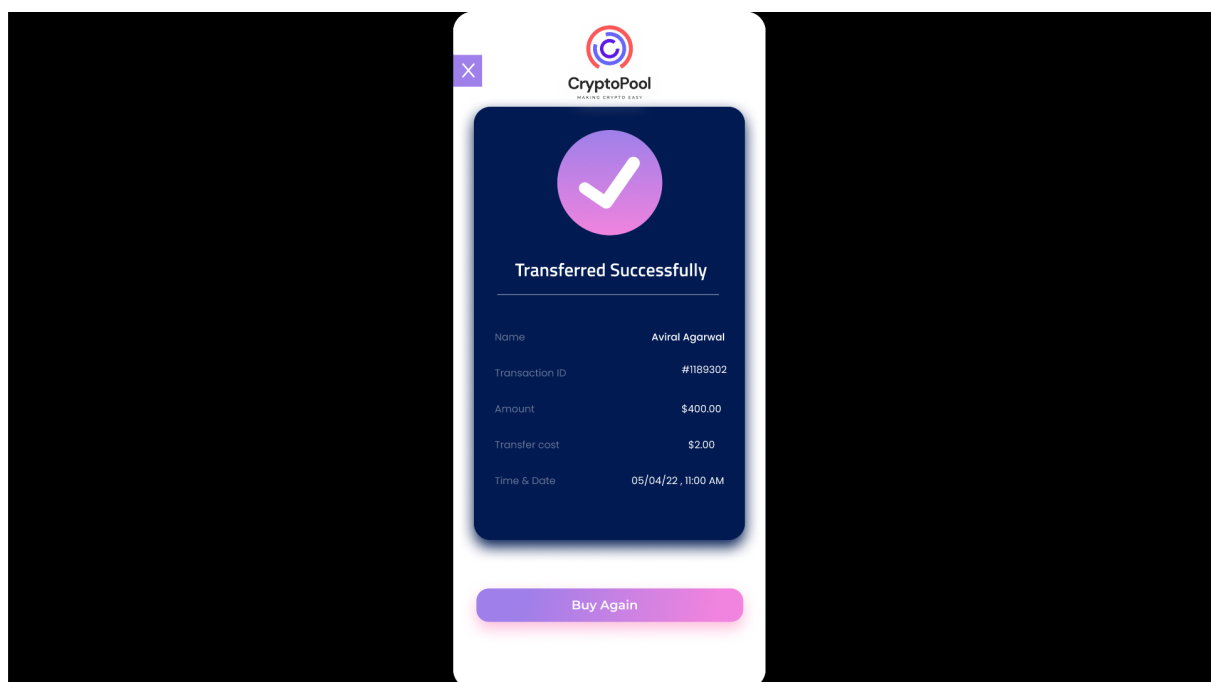 X
CryptoPool
MAKING CRYPTO EASY
Transferred Successfully
Name Aviral Agarwal
Transaction ID #1189302
Amount $400.00
Transfer cost $2.00
Time & Date 05/04/22 , 11:00 AM
Buy Again